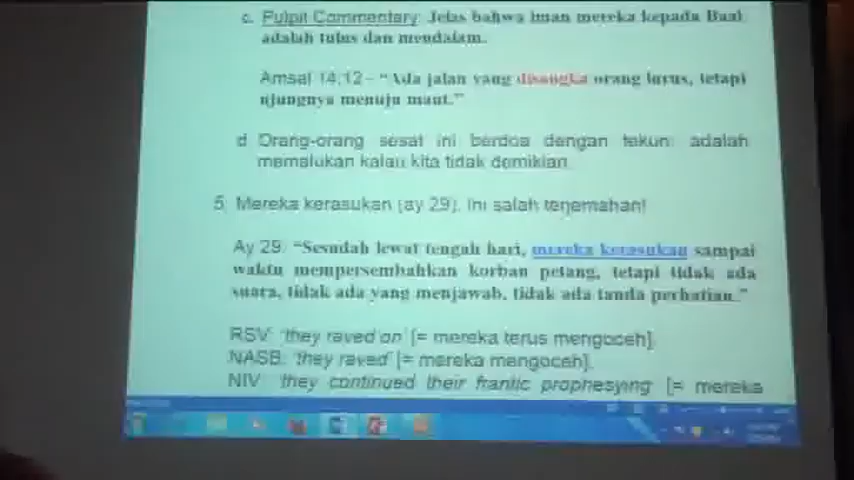 c. Pulpit Commentary: Jelas bahwa iman mereka kepada Baal
adalah tulus dan mendalam.
Amsal 14:12 - “Ada jalan yang disangka orang lurus, tetapi
ujungnya menuju maut.”
d Orang-orang sesat ini berdoa dengan tekun; adalah
memalukan kalau kita tidak demikian.
5. Mereka kerasukan (ay 29). Ini salah terjemahan!
Ay 29: “Sesudah lewat tengah hari, mereka kerasukan sampai
waktu mempersembahkan korban petang, tetapi tidak ada
suara, tidak ada yang menjawab, tidak ada tanda perhatian.”
RSV: ‘they raved on’ [= mereka terus mengoceh].
NASB: ‘they raved’ [= mereka mengoceh].
NIV: ‘they continued their frantic prophesying’ [= mereka